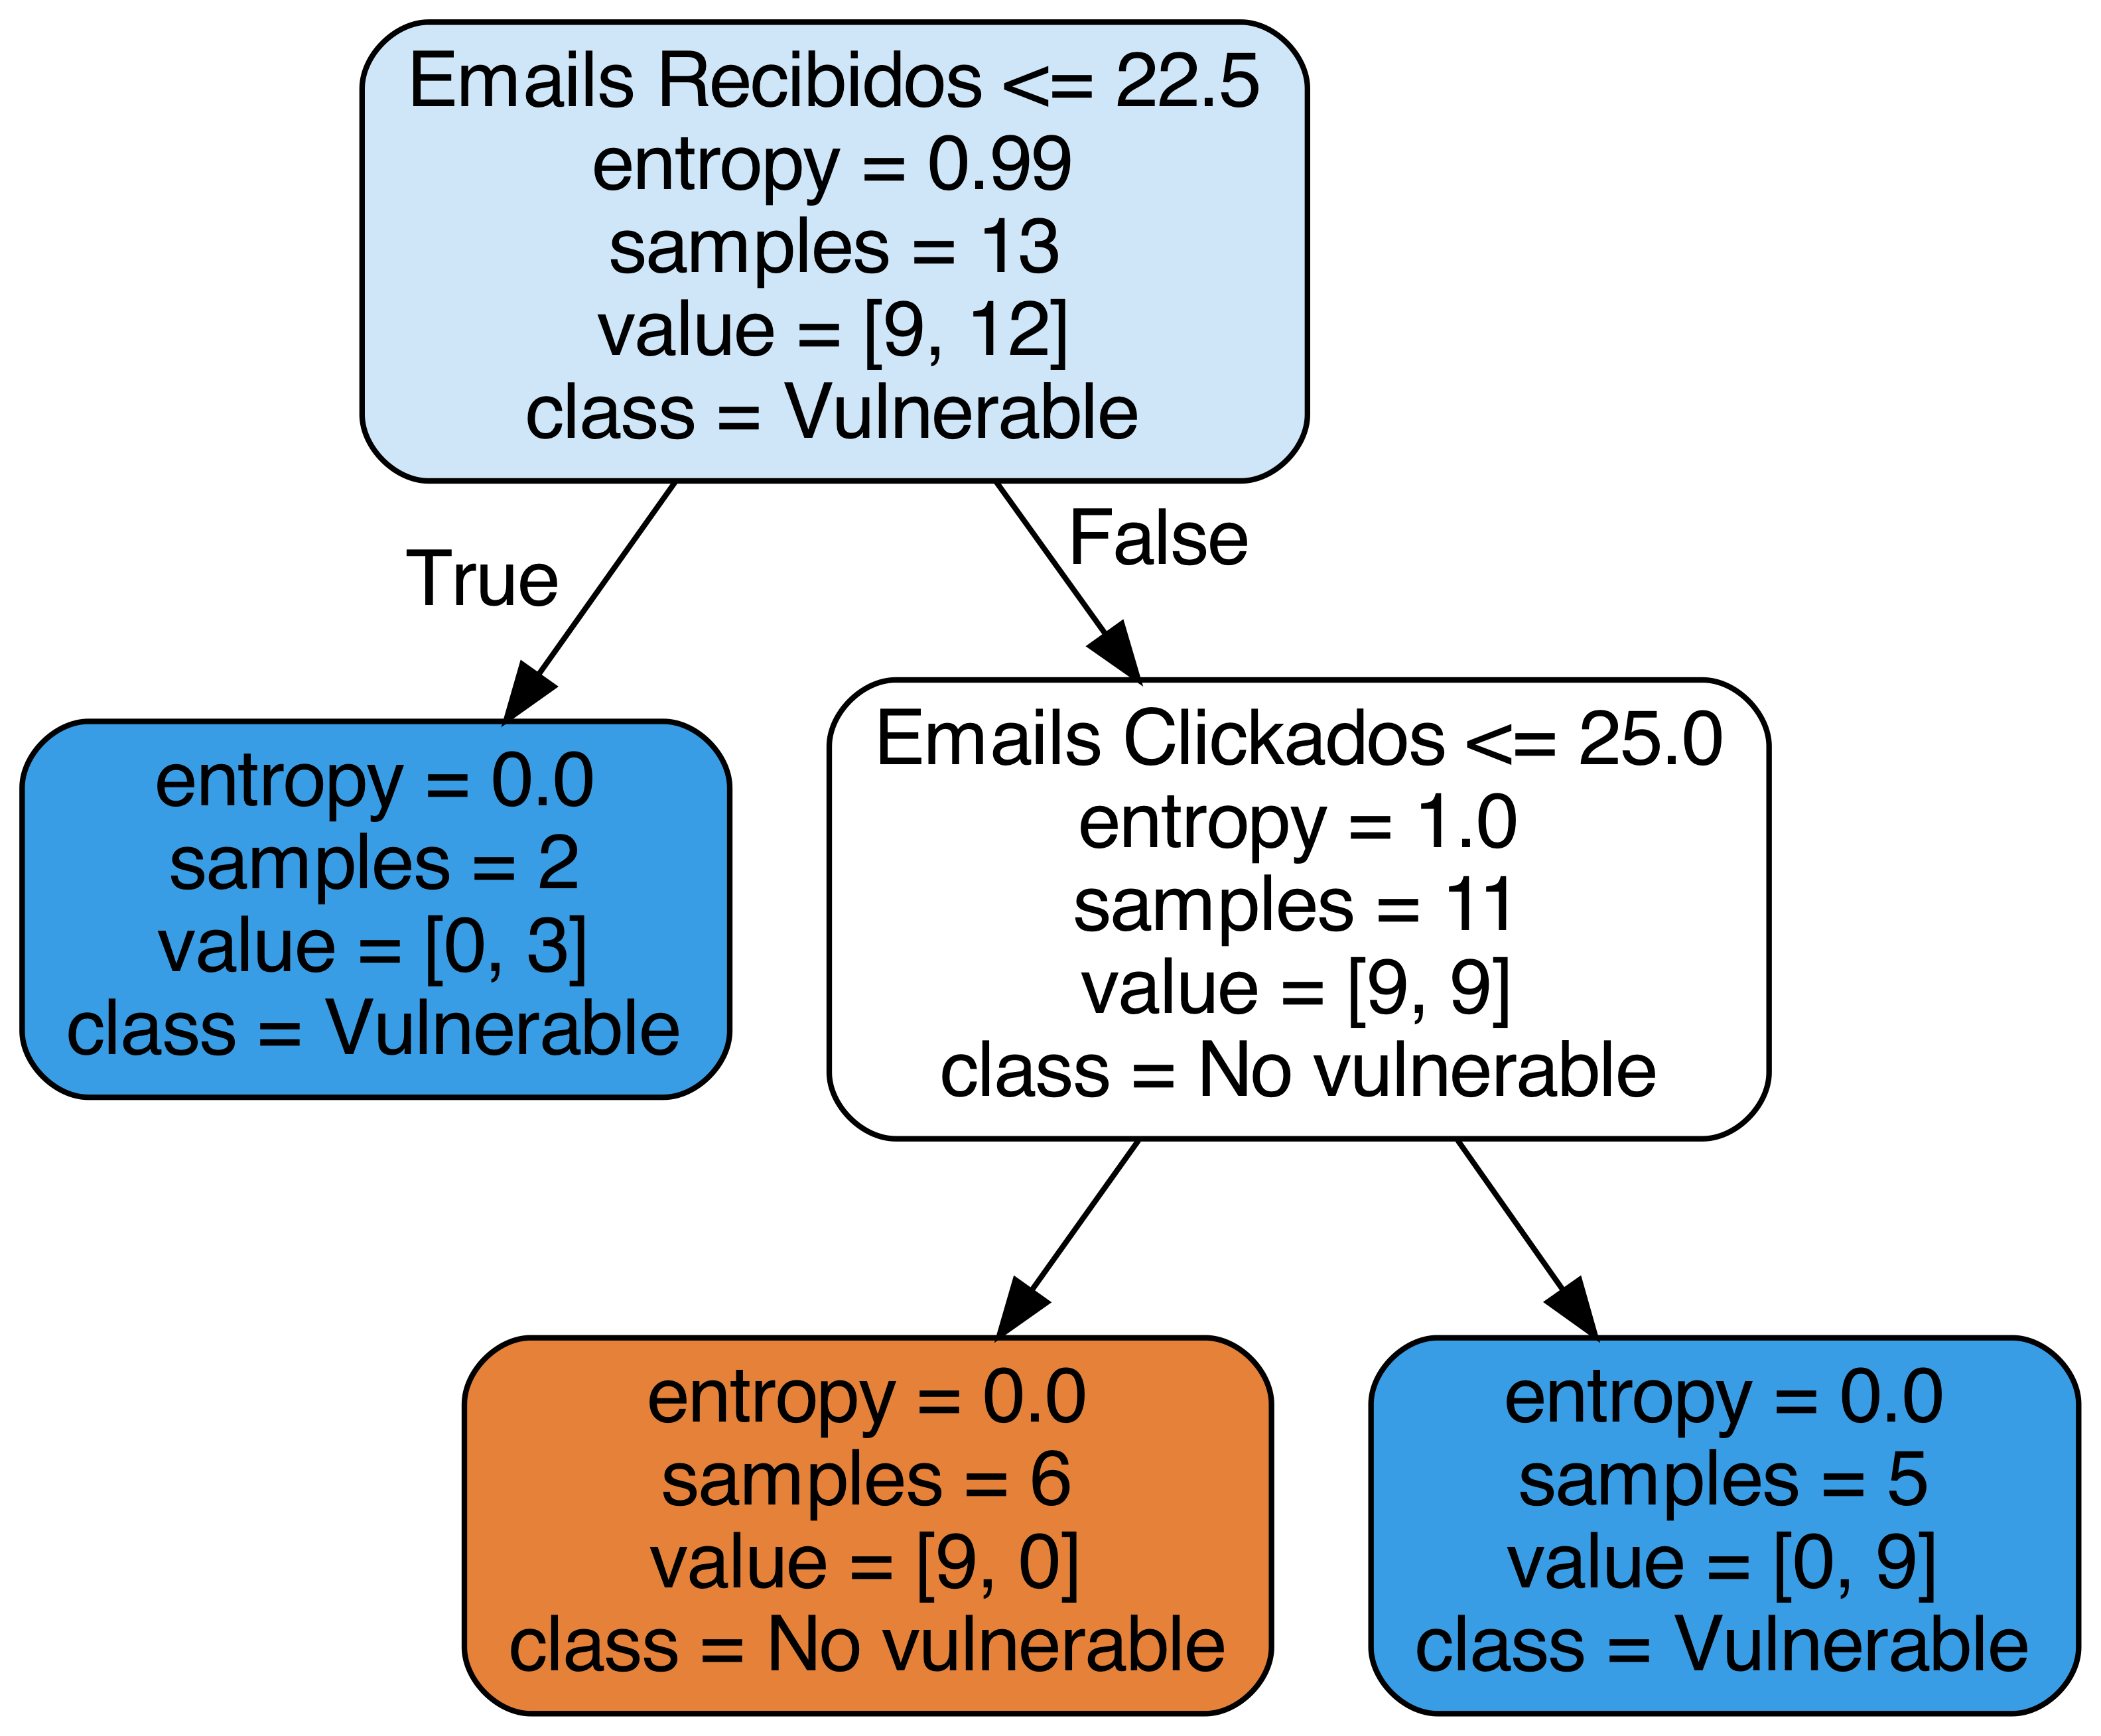 Emails Recibidos <= 22.5
entropy = 0.99
samples = 13
value = [9, 12]
class = Vulnerable
True
False
entropy = 0.0
samples = 2
value = [0, 3]
class = Vulnerable
Emails Clickados <= 25.0
entropy = 1.0
samples = 11
value = [9, 9]
class = No vulnerable
entropy = 0.0
samples = 6
value = [9, 0]
class = No vulnerable
entropy = 0.0
samples = 5
value = [0, 9]
class = Vulnerable